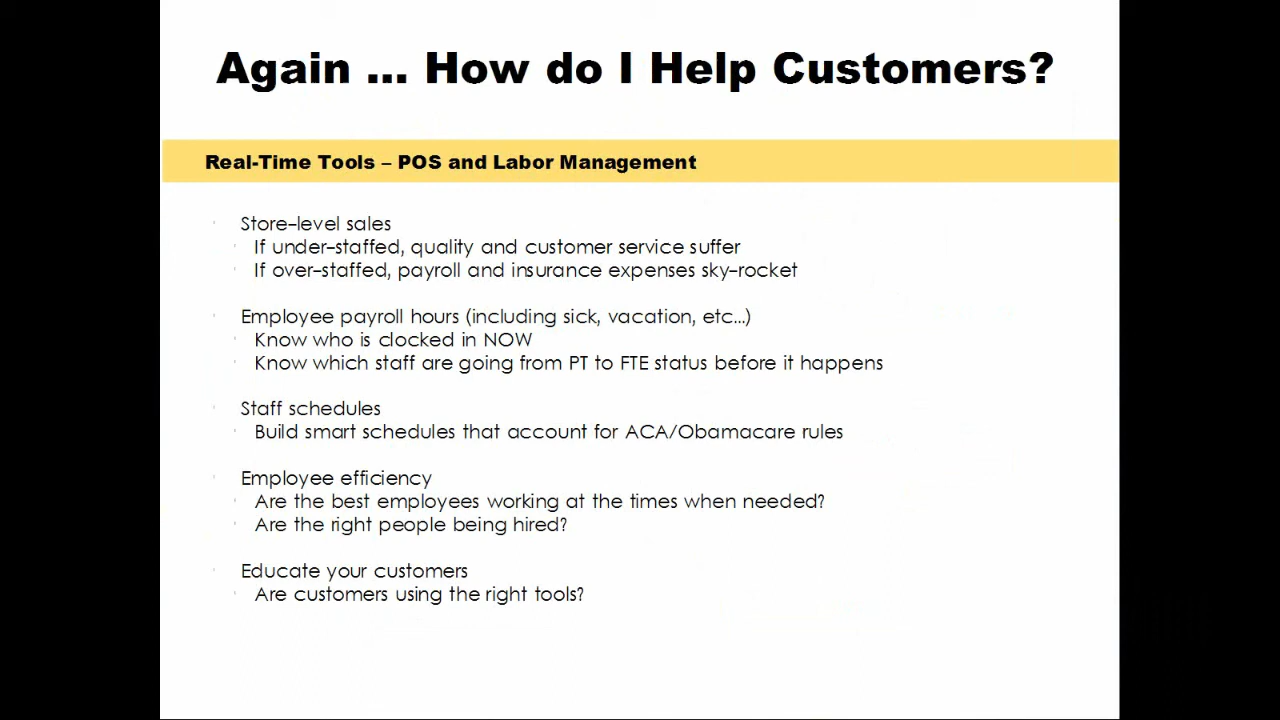 Again ... How do I Help Customers?
Real-Time Tools – POS and Labor Management
Store-level sales
If under-staffed, quality and customer service suffer
If over-staffed, payroll and insurance expenses sky-rocket
Employee payroll hours (including sick, vacation, etc...)
Know who is clocked in NOW
Know which staff are going from PT to FTE status before it happens
Staff schedules
Build smart schedules that account for ACA/Obamacare rules
Employee efficiency
Are the best employees working at the times when needed?
Are the right people being hired?
Educate your customers
Are customers using the right tools?